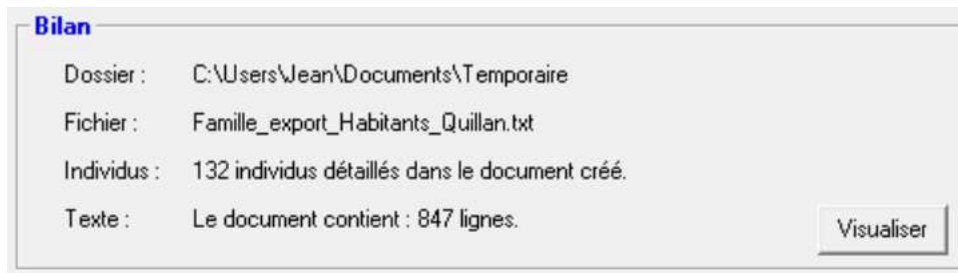 Bilan
Dossier : C:\Users\Jean\Documents\Temporaire
Fichier : Famille_export_Habitants_Quillan.txt
Individus : 132 individus détaillés dans le document créé.
Texte : Le document contient : 847 lignes.
Visualiser